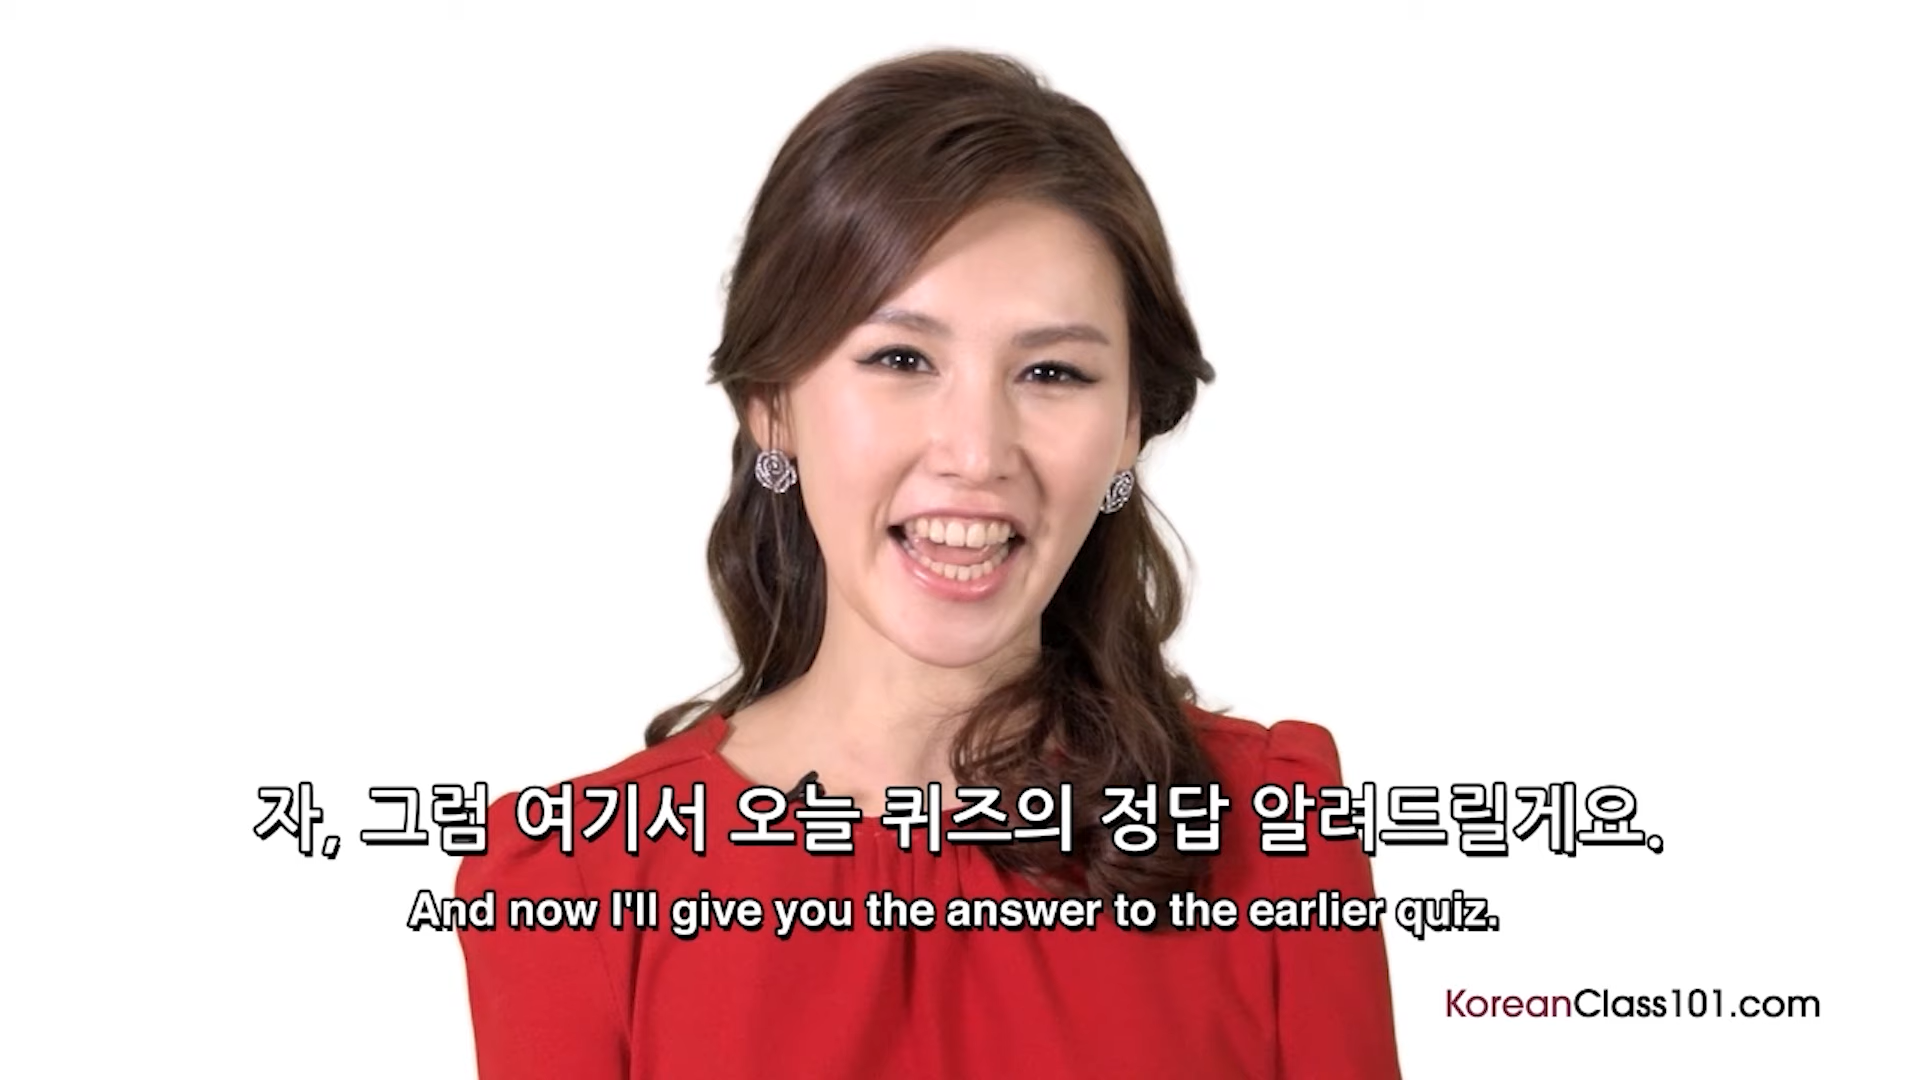 자, 그럼 여기서 오늘 퀴즈의 정답 알려드릴게요.
And now I'll give you the answer to the earlier quiz.
KoreanClass101.com